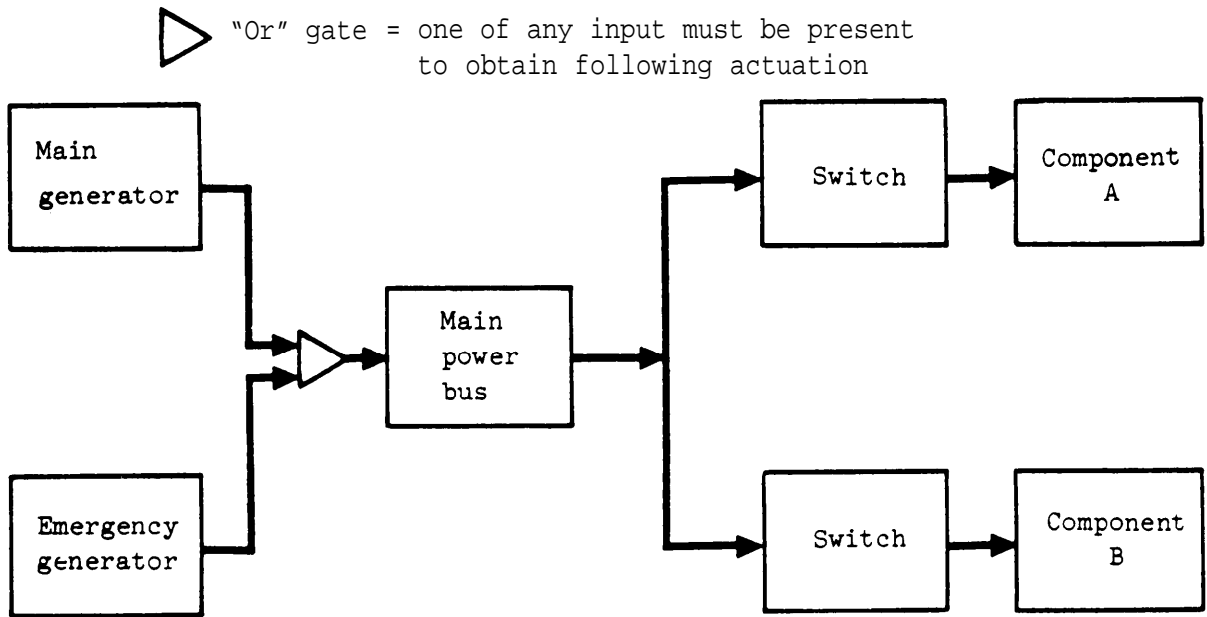 “Or” gate = one of any input must be present
to obtain following actuation
Main
generator
Switch
Component
A
Main
power
bus
Emergency
generator
Switch
Component
B